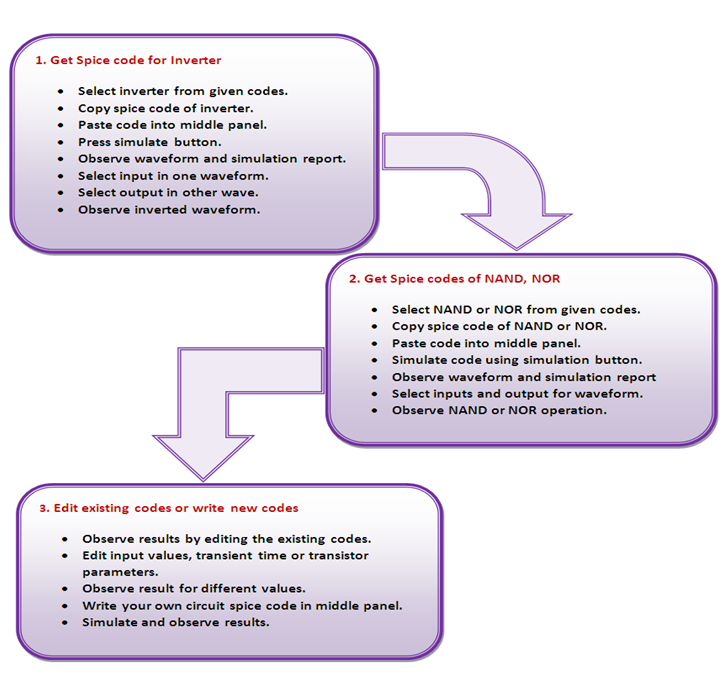 1. Get Spice code for Inverter
• Select inverter from given codes.
• Copy spice code of inverter.
• Paste code into middle panel.
• Press simulate button.
• Observe waveform and simulation report.
• Select input in one waveform.
• Select output in other wave.
• Observe inverted waveform.
2. Get Spice codes of NAND, NOR
• Select NAND or NOR from given codes.
• Copy spice code of NAND or NOR.
• Paste code into middle panel.
• Simulate code using simulation button.
• Observe waveform and simulation report
• Select inputs and output for waveform.
• Observe NAND or NOR operation.
3. Edit existing codes or write new codes
• Observe results by editing the existing codes.
• Edit input values, transient time or transistor
parameters.
• Observe result for different values.
• Write your own circuit spice code in middle panel.
• Simulate and observe results.